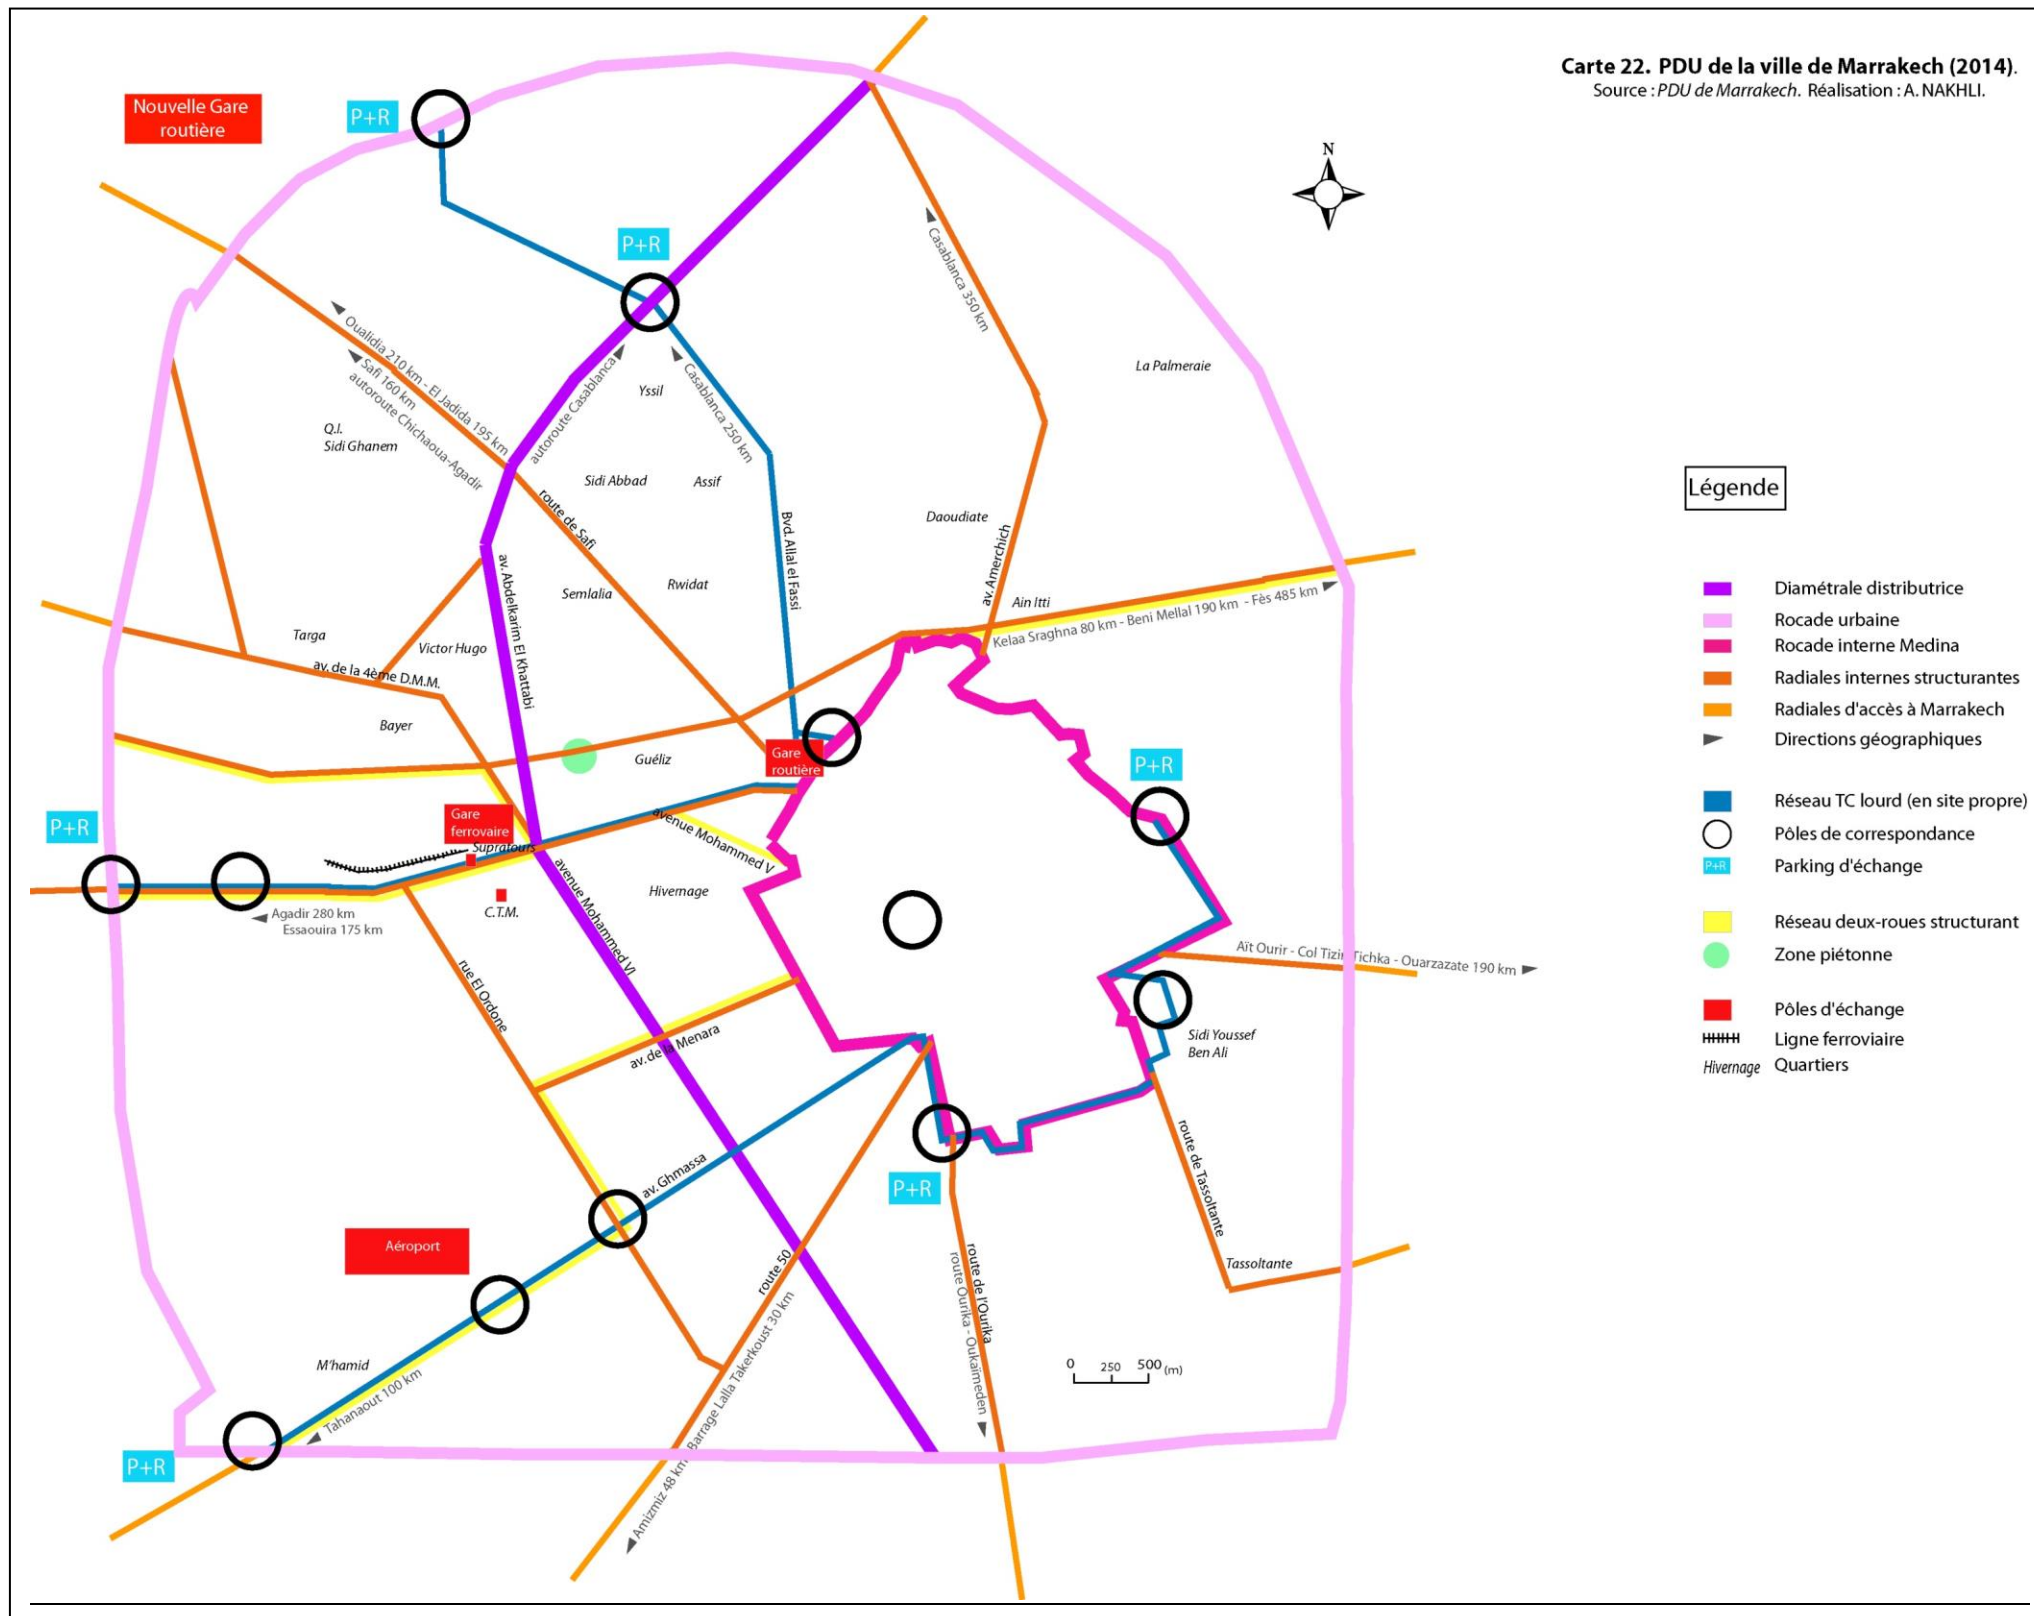 Carte 22. PDU de la ville de Marrakech (2014).
Source : PDU de Marrakech. Réalisation : A. NAKHLI.
Nouvelle Gare
routière
P+R
N
P+R
Casablanca 350 km
Oualidia 210 km - El Jadida 195 km
Safi 160 km
autoroute Chichaoua-Agadir
autoroute Casablanca
Yssil
Casablanca 250 km
La Palmeraie
Q.I.
Sidi Ghanem
Sidi Abbad
Assif
route de Safi
Bvd. Allal el Fassi
Daoudiate
av. Amerchich
av. Abdelkarim El Khattabi
Semlalia
Rwidat
Ain Itti
Kelaa Sraghna 80 km - Beni Mellal 190 km - Fès 485 km
Targa
Victor Hugo
av. de la 4ème D.M.M.
Bayer
Guéliz
Gare
routière
P+R
P+R
Gare
ferrovaire
Supratours
avenue Mohammed V
Hivernage
C.T.M.
Agadir 280 km
Essaouira 175 km
avenue Mohammed VI
rue El Ordone
Aït Ourir - Col Tizin Tichka - Ouarzazate 190 km
av. de la Menara
Sidi Youssef
Ben Ali
av. Ghmassa
P+R
route de Tassoltante
Aéroport
route 50
route de l'Ourika
route Ourika - Oukaïmeden
Tassoltante
M'hamid
Tahanaout 100 km
Amizmiz 48 km
Barrage Lalla Takerkoust 30 km
0 250 500 (m)
P+R
Légende
Diamétrale distributrice
Rocade urbaine
Rocade interne Medina
Radiales internes structurantes
Radiales d'accès à Marrakech
Directions géographiques
Réseau TC lourd (en site propre)
Pôles de correspondance
P+R Parking d'échange
Réseau deux-roues structurant
Zone piétonne
Pôles d'échange
Ligne ferroviaire
Hivernage Quartiers